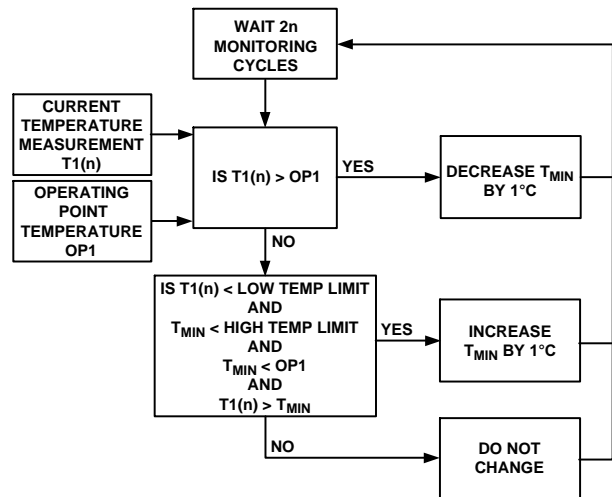 WAIT 2n
MONITORING
CYCLES
CURRENT
TEMPERATURE
MEASUREMENT
T1(n)
IS T1(n) > OP1
YES
DECREASE TMIN
BY 1°C
OPERATING
POINT
TEMPERATURE
OP1
NO
IS T1(n) < LOW TEMP LIMIT
AND
TMIN < HIGH TEMP LIMIT
AND
TMIN < OP1
AND
T1(n) > TMIN
YES
INCREASE
TMIN BY 1°C
NO
DO NOT
CHANGE